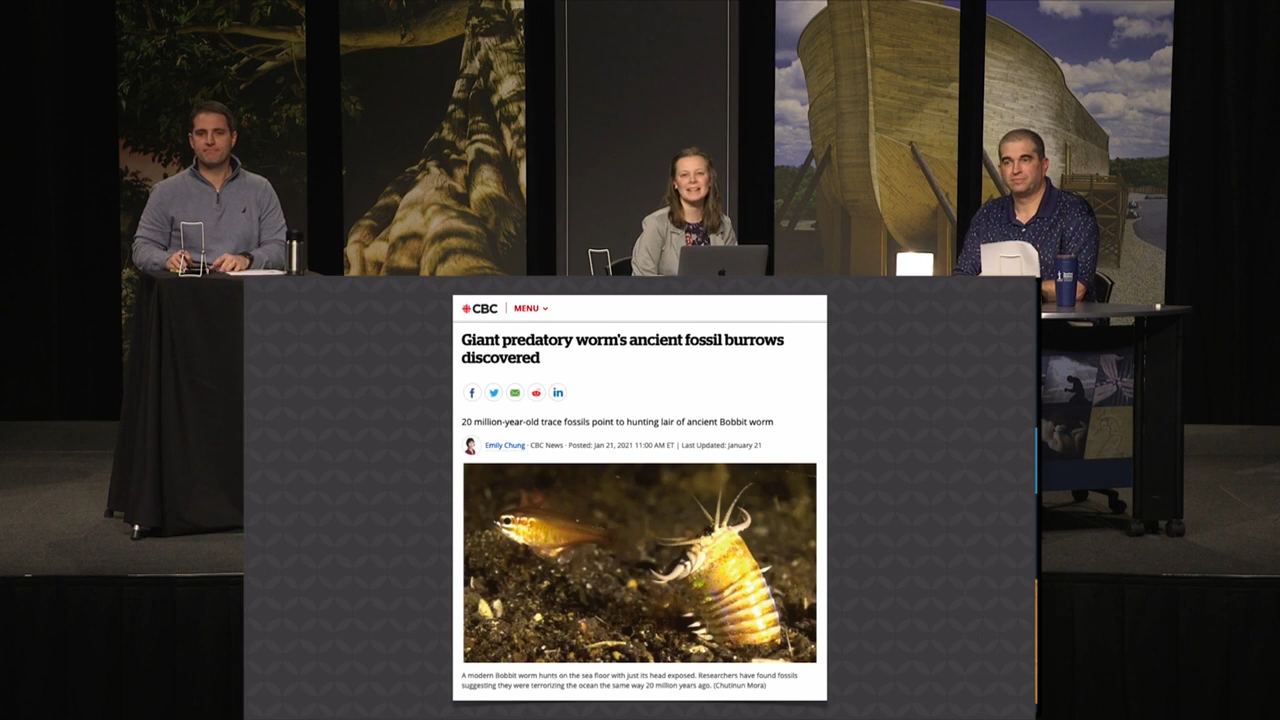 CBC MENU
Giant predatory worm's ancient fossil burrows
discovered
20 million-year-old trace fossils point to hunting lair of ancient Bobbit worm
Emily Chung · CBC News · Posted: Jan 21, 2021 11:00 AM ET | Last Updated: January 21
A modern Bobbit worm hunts on the sea floor with just its head exposed. Researchers have found fossils
suggesting they were terrorizing the ocean the same way 20 million years ago. (Chutinun Mora)